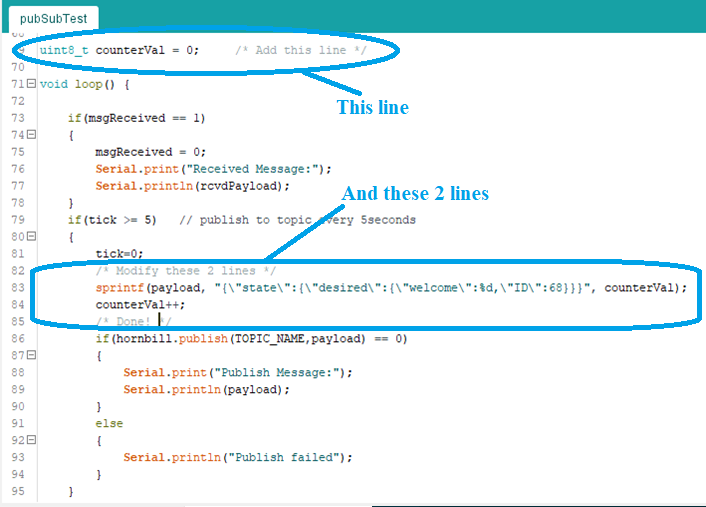 pubSubTest
uint8_t counterVal = 0;     /* Add this line */
70
71 void loop() {
This line
72
73     if(msgReceived == 1)
74     {
75         msgReceived = 0;
76         Serial.print("Received Message:");
77         Serial.println(rcvdPayload);
78     }
And these 2 lines
79     if(tick >= 5)   // publish to topic every 5seconds
80     {
81         tick=0;
82         /* Modify these 2 lines */
83         sprintf(payload, "{\"state\":{\"desired\":{\"welcome\":%d,\"ID\":68}}}", counterVal);
84         counterVal++;
85         /* Done! */
86         if(hornbill.publish(TOPIC_NAME,payload) == 0)
87         {
88             Serial.print("Publish Message:");
89             Serial.println(payload);
90         }
91         else
92         {
93             Serial.println("Publish failed");
94         }
95     }